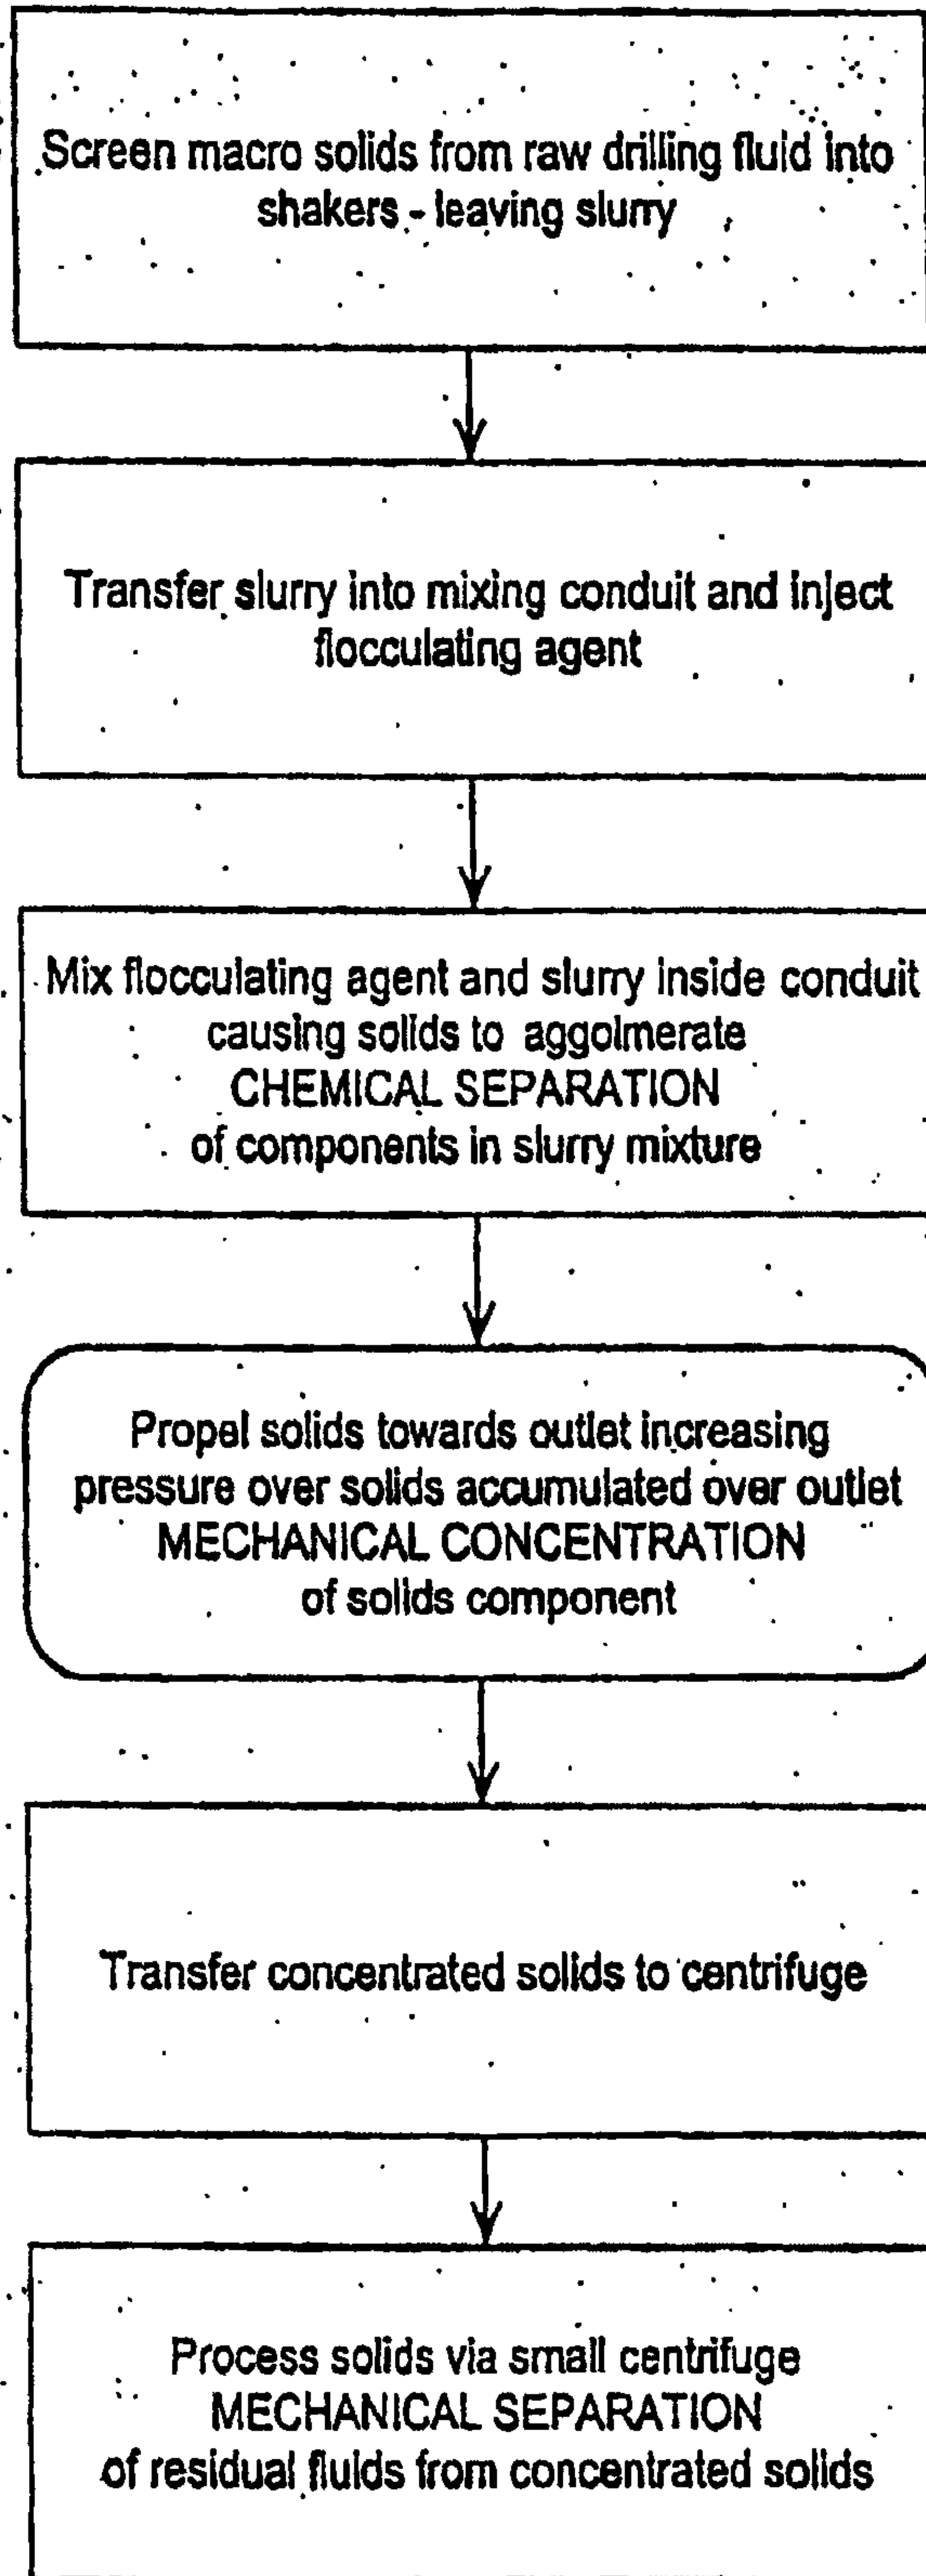 Screen macro solids from raw drilling fluid into
shakers - leaving slurry
Transfer slurry into mixing conduit and inject
flocculating agent
Mix flocculating agent and slurry inside conduit
causing solids to aggolmerate
CHEMICAL SEPARATION
of components in slurry mixture
Propel solids towards outlet increasing
pressure over solids accumulated over outlet
MECHANICAL CONCENTRATION
of solids component
Transfer concentrated solids to centrifuge
Process solids via small centrifuge
MECHANICAL SEPARATION
of residual fluids from concentrated solids